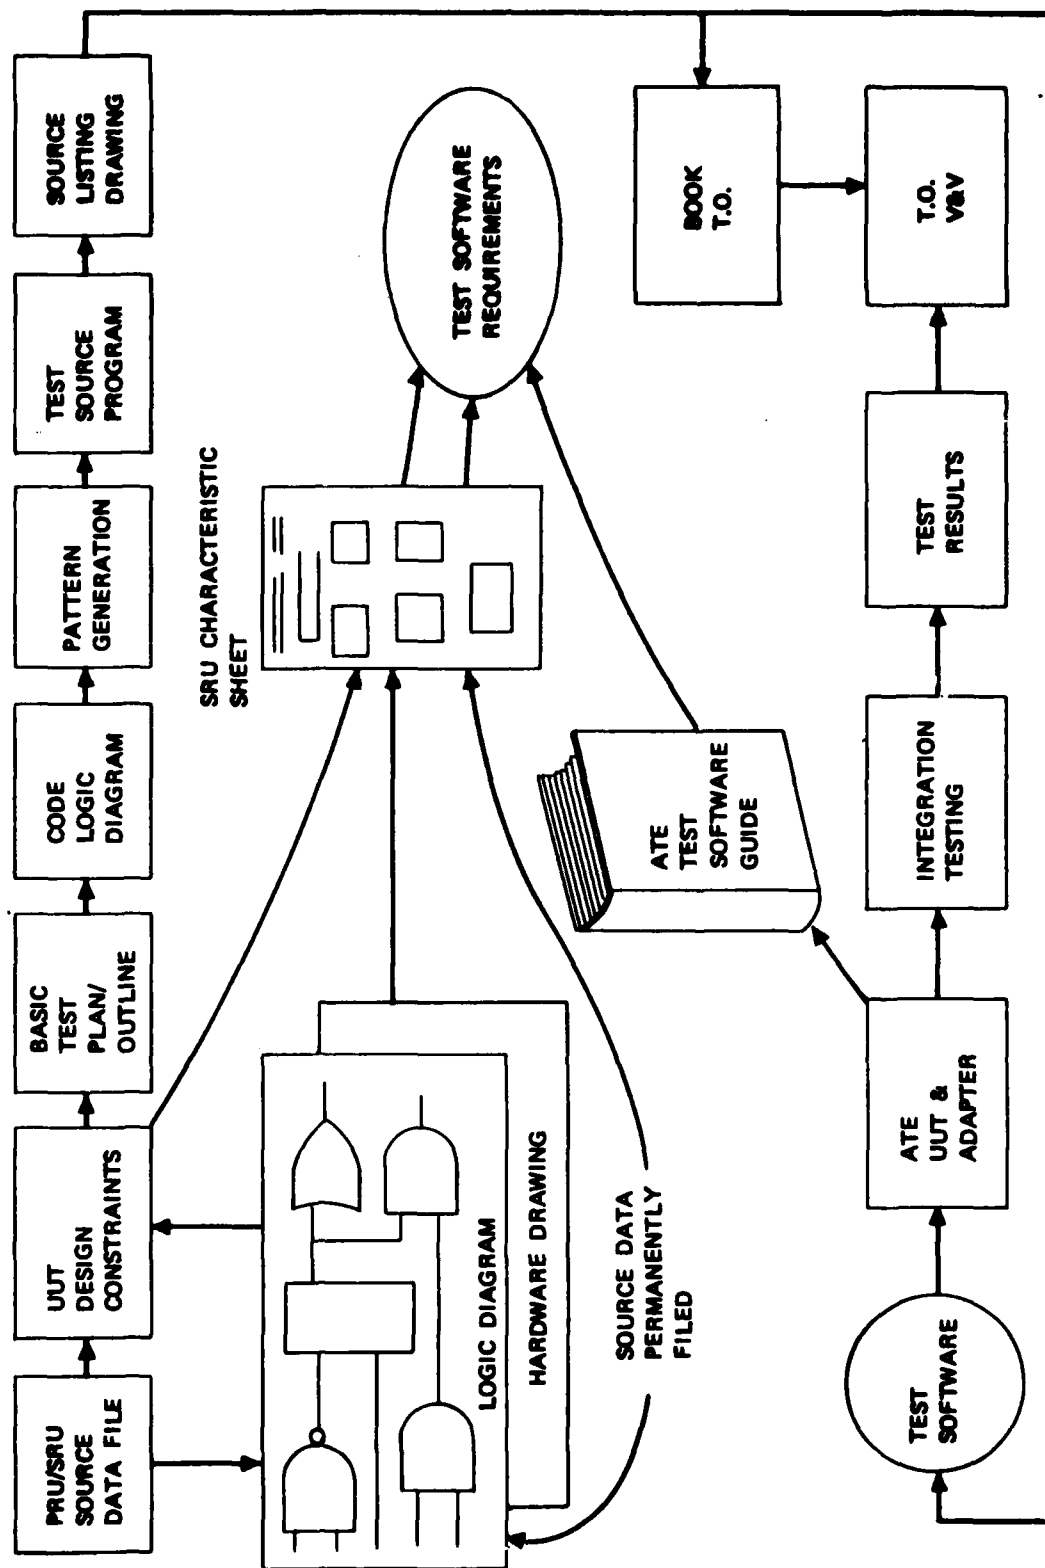 PRU/SRU
SOURCE
DATA FILE
UUT
DESIGN
CONSTRAINTS
BASIC
TEST
PLAN/
OUTLINE
CODE
LOGIC
DIAGRAM
PATTERN
GENERATION
TEST
SOURCE
PROGRAM
SOURCE
LISTING
DRAWING
LOGIC DIAGRAM
HARDWARE DRAWING
SRU CHARACTERISTIC
SHEET
TEST SOFTWARE
REQUIREMENTS
SOURCE DATA
PERMANENTLY
FILED
ATE
TEST
SOFTWARE
GUIDE
BOOK
T.O.
TEST
SOFTWARE
ATE
UUT &
ADAPTER
INTEGRATION
TESTING
TEST
RESULTS
T.O.
V&V